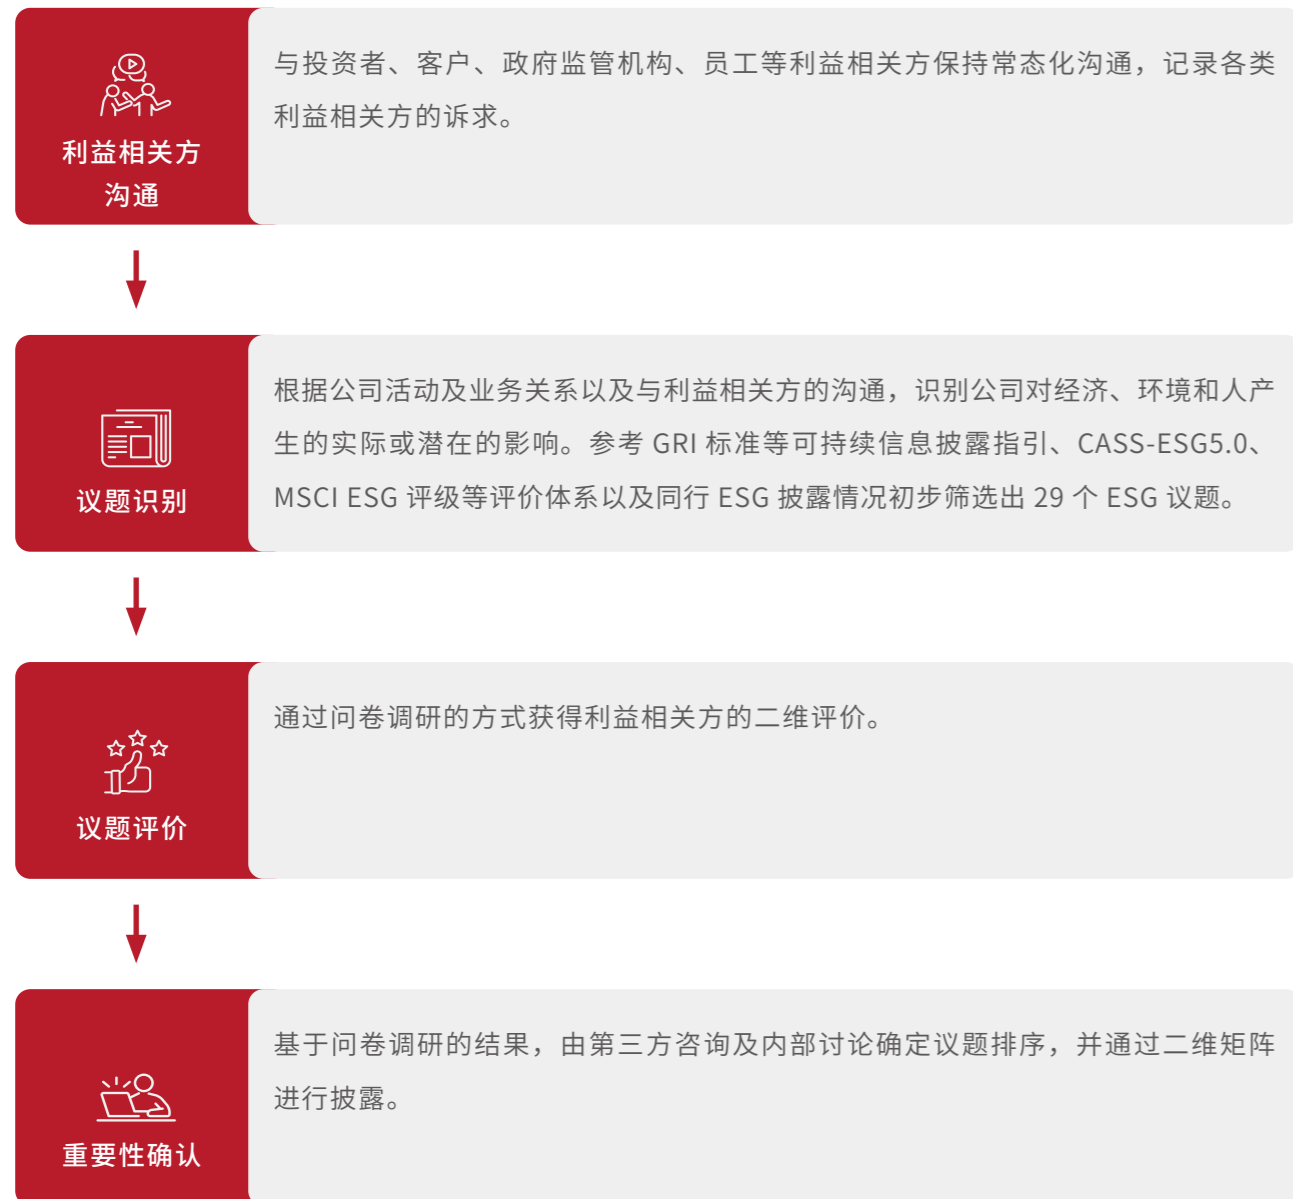 利益相关方
沟通
与投资者、客户、政府监管机构、员工等利益相关方保持常态化沟通，记录各类
利益相关方的诉求。
议题识别
根据公司活动及业务关系以及与利益相关方的沟通，识别公司对经济、环境和人产
生的实际或潜在的影响。参考 GRI 标准等可持续信息披露指引、CASS-ESG5.0、
MSCI ESG 评级等评价体系以及同行 ESG 披露情况初步筛选出 29 个 ESG 议题。
议题评价
通过问卷调研的方式获得利益相关方的二维评价。
重要性确认
基于问卷调研的结果，由第三方咨询及内部讨论确定议题排序，并通过二维矩阵
进行披露。